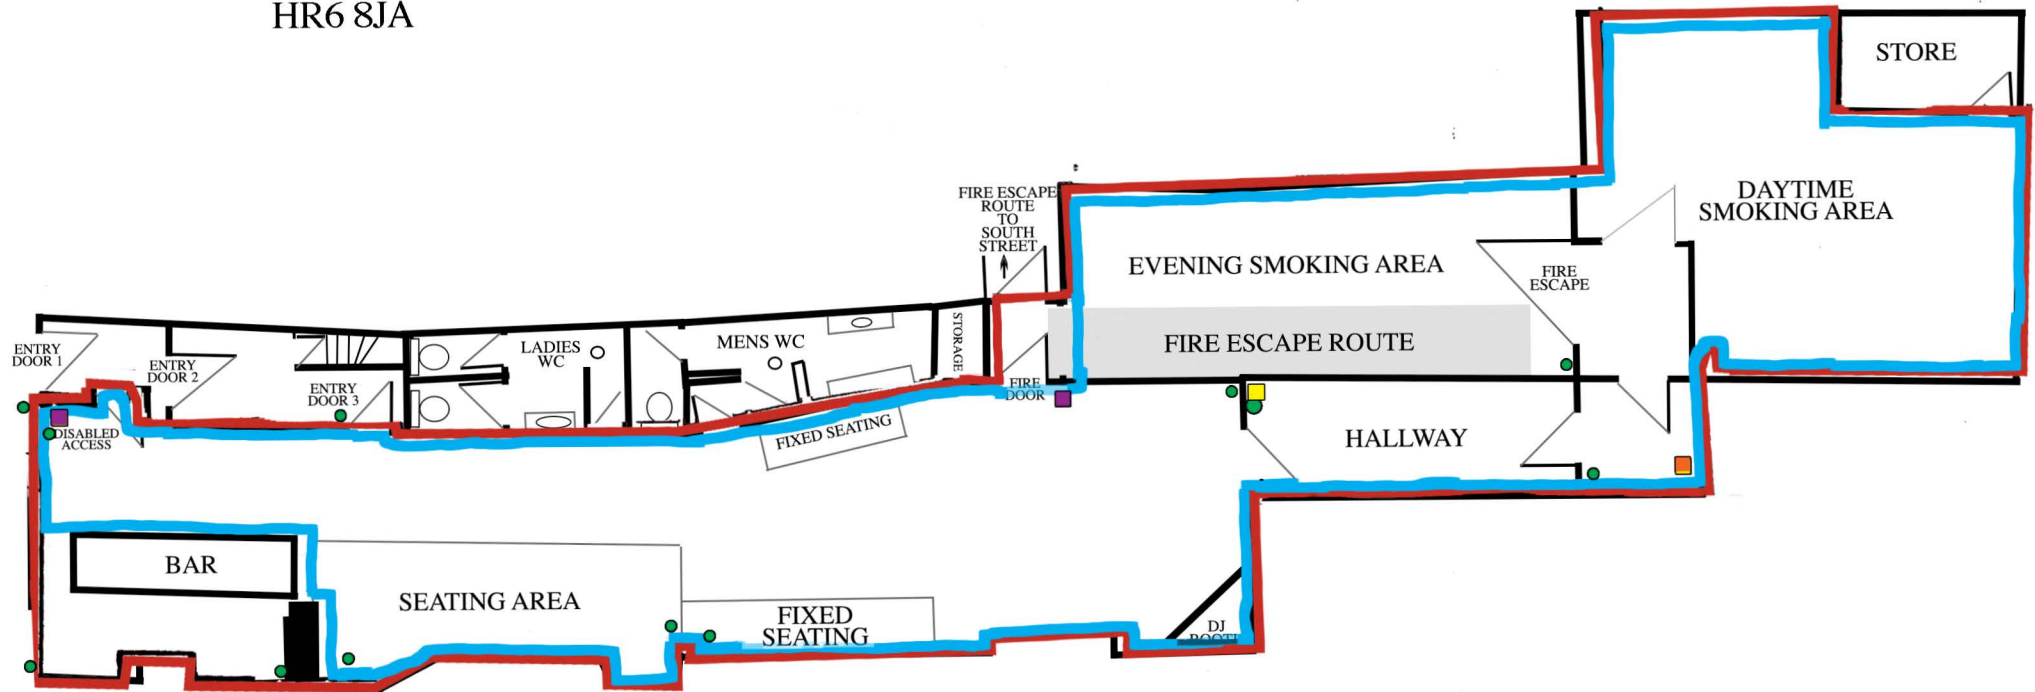 HR6 8JA
STORE
DAYTIME
SMOKING AREA
FIRE ESCAPE
ROUTE
TO
SOUTH
STREET
EVENING SMOKING AREA
FIRE
ESCAPE
FIRE ESCAPE ROUTE
ENTRY
DOOR 1
ENTRY
DOOR 2
ENTRY
DOOR 3
LADIES
WC
MENS WC
STORAGE
FIRE
DOOR
DISABLED
ACCESS
FIXED SEATING
HALLWAY
BAR
SEATING AREA
FIXED
SEATING
DJ
BOOTH